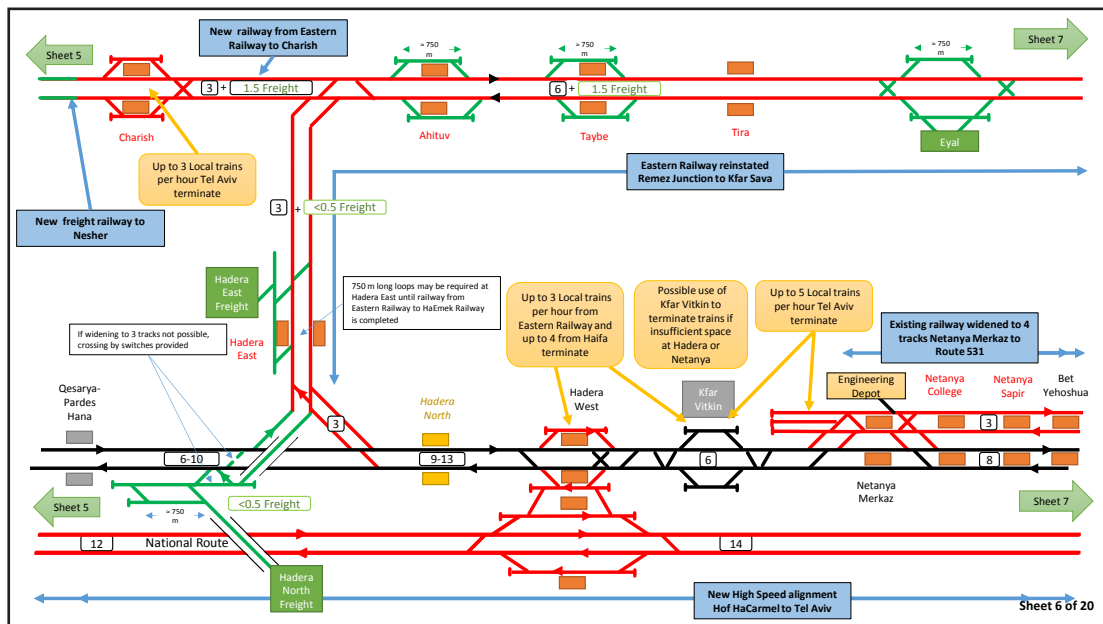 New railway from Eastern
Railway to Charish
Sheet 5
≈ 750
m
≈ 750
m
≈ 750
m
Sheet 7
3 + 1.5 Freight
6 + 1.5 Freight
Charish
Ahituv
Taybe
Tira
Eyal
Up to 3 Local trains
per hour Tel Aviv
terminate
Eastern Railway reinstated
Remez Junction to Kfar Sava
New freight railway to
Nesher
3 + <0.5 Freight
Hadera
East
Freight
750 m long loops may be required at
Hadera East until railway from
Eastern Railway to HaEmek Railway
is completed
Up to 3 Local trains
per hour from
Eastern Railway and
up to 4 from Haifa
terminate
Possible use of
Kfar Vitkin to
terminate trains if
insufficient space
at Hadera or
Netanya
Up to 5 Local trains
per hour Tel Aviv
terminate
If widening to 3 tracks not possible,
crossing by switches provided
Hadera
East
Existing railway widened to 4
tracks Netanya Merkaz to
Route 531
Qesarya-
Pardes
Hana
Hadera
North
Hadera
West
Kfar
Vitkin
Engineering
Depot
Netanya
College
Netanya
Sapir
Bet
Yehoshua
3
3
6-10
9-13
6
8
Netanya
Merkaz
Sheet 5
≈ 750
m
<0.5 Freight
Sheet 7
12
National Route
14
Hadera
North
Freight
New High Speed alignment
Hof HaCarmel to Tel Aviv
Sheet 6 of 20